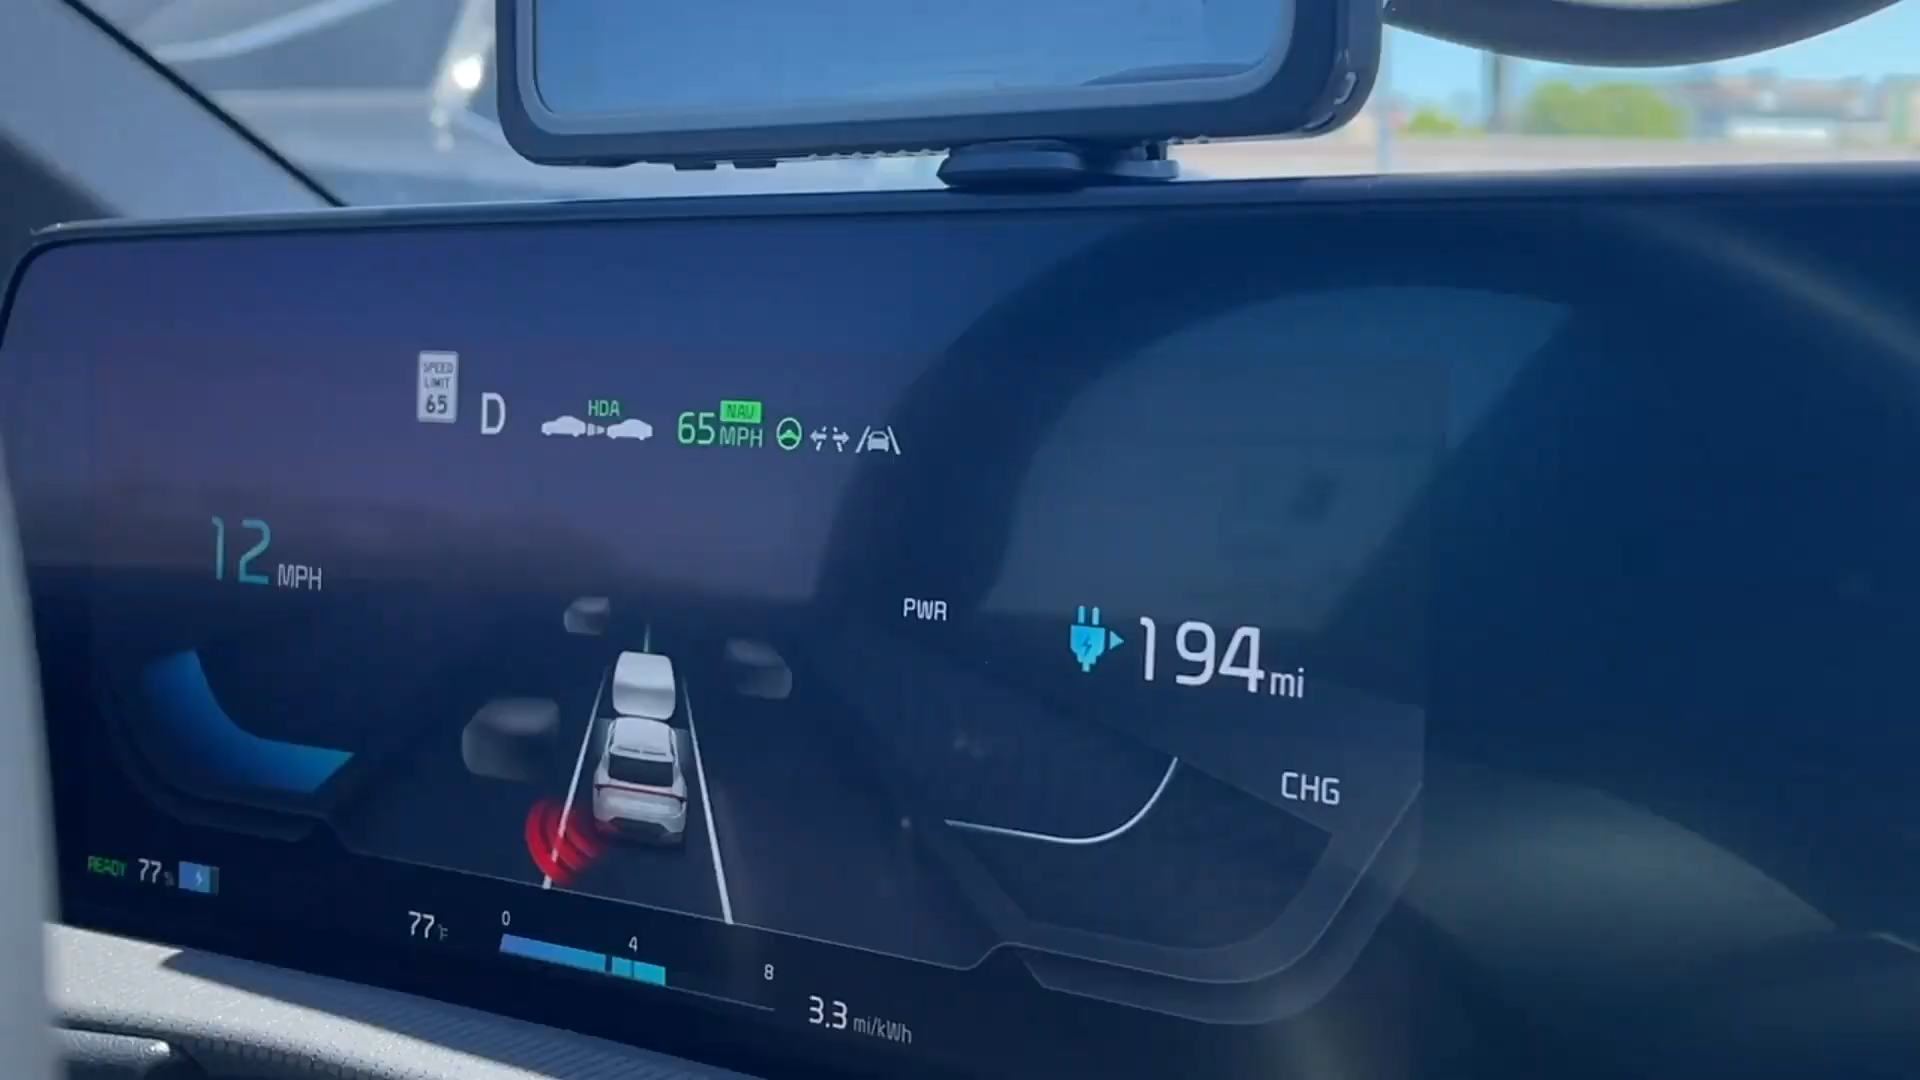 SPEED
LIMIT
65
D
HDA
65 MPH
NAV
12 MPH
PWR
194 mi
CHG
READY 77%
77°F
0
4
8
3.3 mi/kWh